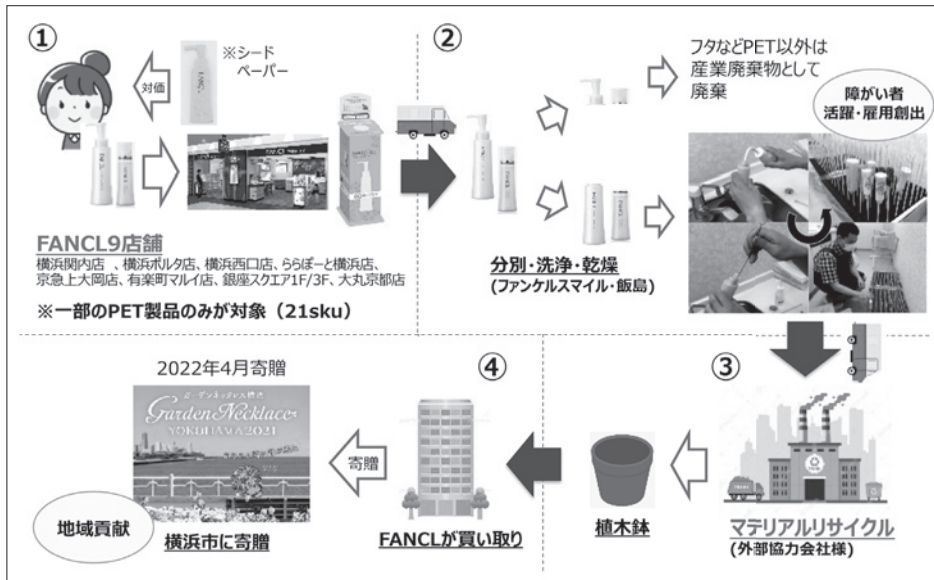 ①
※シード
ペーパー
対価
FANCL
FANCL9店舗
横浜関内店 、横浜ポルタ店、横浜西口店、ららぽーと横浜店、
京急上大岡店、有楽町マルイ店、銀座スクエア1F/3F、大丸京都店
※一部のPET製品のみが対象（21sku）
②
フタなどPET以外は
産業廃棄物として
廃棄
障がい者
活躍・雇用創出
分別・洗浄・乾燥
(ファンケルスマイル・飯島)
③
マテリアルリサイクル
(外部協力会社様)
植木鉢
④
FANCLが買い取り
寄贈
2022年4月寄贈
ガーデンネックレス横浜
Garden Necklace
YOKOHAMA 2021
横浜市に寄贈
地域貢献